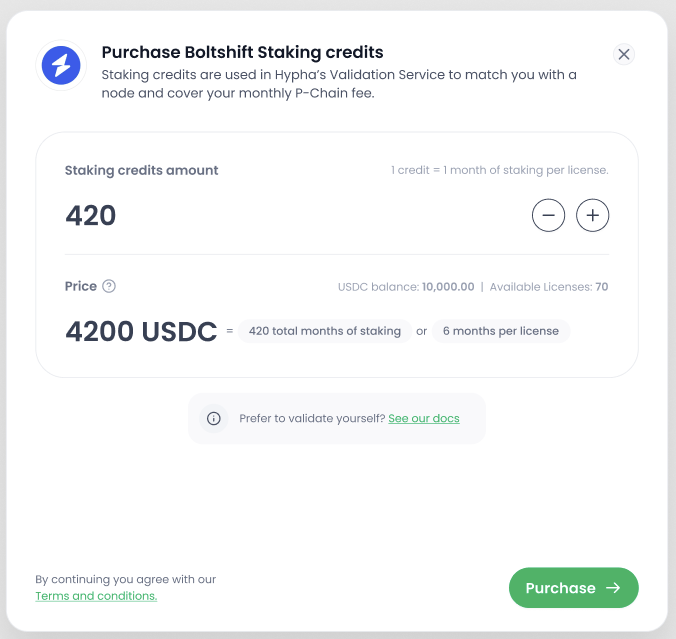 Purchase Boltshift Staking credits
Staking credits are used in Hypha’s Validation Service to match you with a
node and cover your monthly P-Chain fee.
Staking credits amount
1 credit = 1 month of staking per license.
420
Price
USDC balance: 10,000.00 | Available Licenses: 70
4200 USDC = 420 total months of staking or 6 months per license
Prefer to validate yourself? See our docs
By continuing you agree with our
Terms and conditions.
Purchase